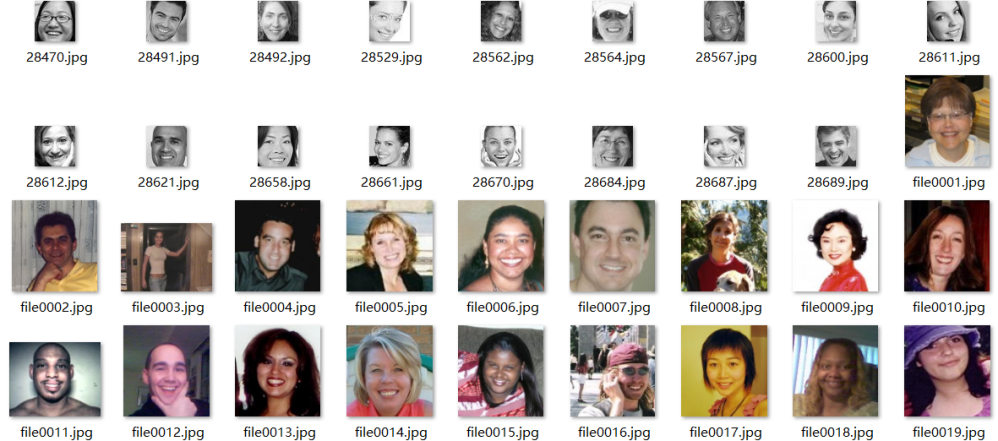 28470.jpg 28491.jpg 28492.jpg 28529.jpg 28562.jpg 28564.jpg 28567.jpg 28600.jpg 28611.jpg
28612.jpg 28621.jpg 28658.jpg 28661.jpg 28670.jpg 28684.jpg 28687.jpg 28689.jpg file0001.jpg
file0002.jpg file0003.jpg file0004.jpg file0005.jpg file0006.jpg file0007.jpg file0008.jpg file0009.jpg file0010.jpg
file0011.jpg file0012.jpg file0013.jpg file0014.jpg file0015.jpg file0016.jpg file0017.jpg file0018.jpg file0019.jpg